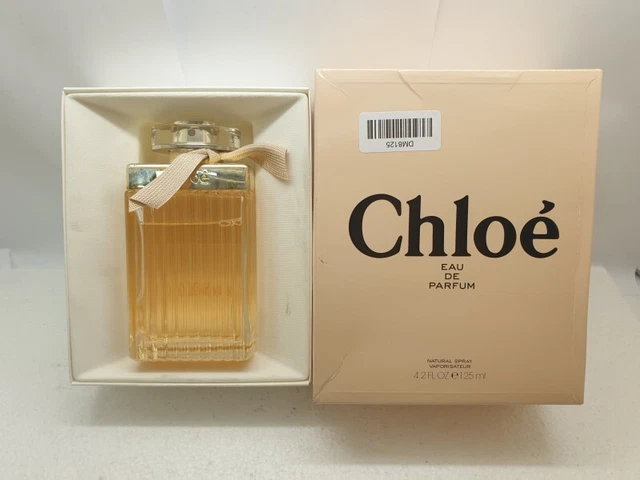 DM8125
Chloé
EAU
DE
PARFUM
NATURAL SPRAY
VAPORISATEUR
4.2 FL.OZ. ℮ 125 ml